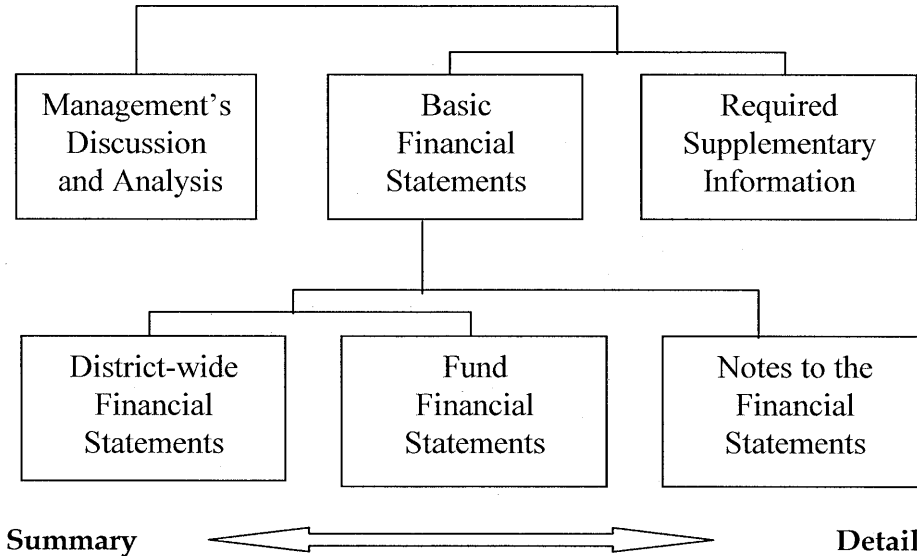 Management's
Discussion
and Analysis
Basic
Financial
Statements
Required
Supplementary
Information
District-wide
Financial
Statements
Fund
Financial
Statements
Notes to the
Financial
Statements
Summary
Detail